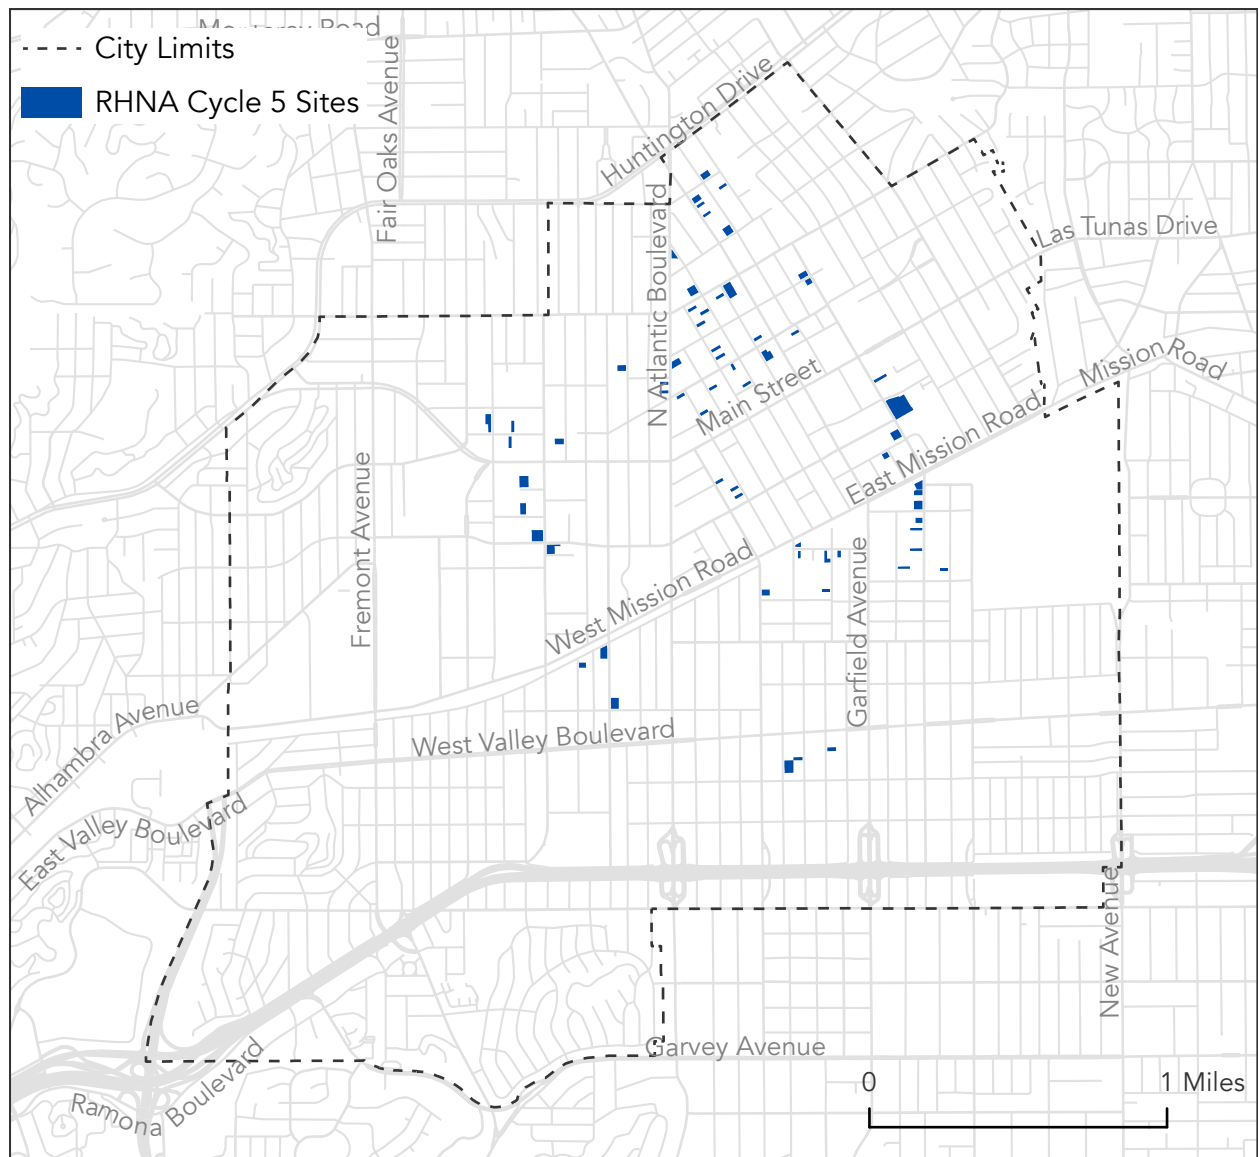 Monterey Road
City Limits
RHNA Cycle 5 Sites
Fair Oaks Avenue
Huntington Drive
N Atlantic Boulevard
Las Tunas Drive
Mission Road
Main Street
East Mission Road
Fremont Avenue
West Mission Road
Garfield Avenue
Alhambra Avenue
West Valley Boulevard
East Valley Boulevard
New Avenue
Garvey Avenue
Ramona Boulevard
0 1 Miles